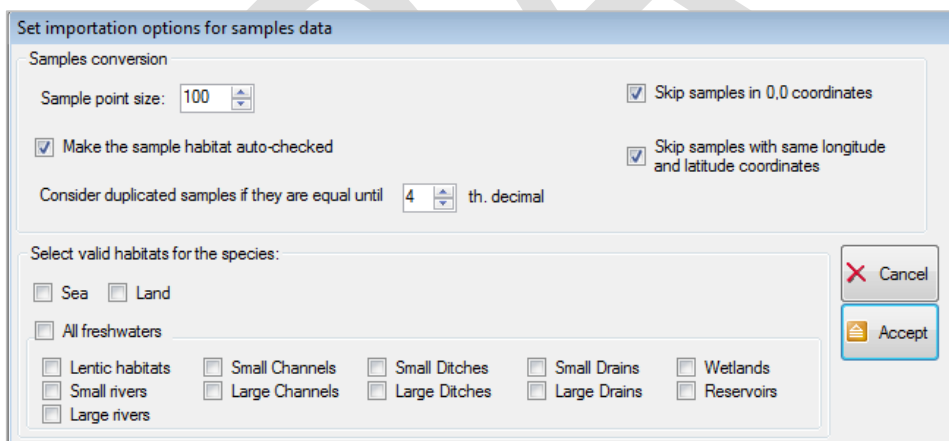 Set importation options for samples data
Samples conversion
Sample point size: 100
Skip samples in 0,0 coordinates
Make the sample habitat auto-checked
Skip samples with same longitude
and latitude coordinates
Consider duplicated samples if they are equal until 4 th. decimal
Select valid habitats for the species:
Sea Land
All freshwaters
Lentic habitats Small Channels Small Ditches Small Drains Wetlands
Small rivers Large Channels Large Ditches Large Drains Reservoirs
Large rivers
Cancel
Accept